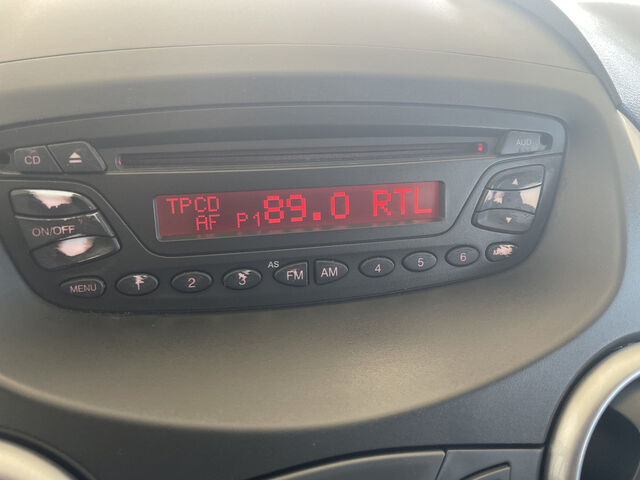 CD
AUD
TPCD
AF P1 89.0 RTL
ON/OFF
MENU 1 2 3 AS FM AM 4 5 6